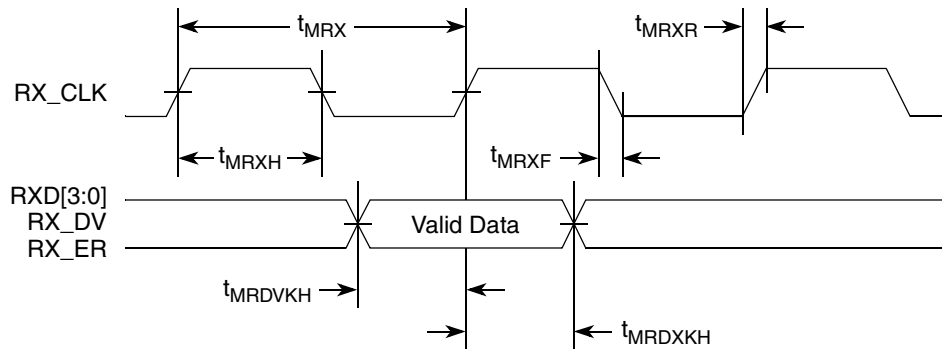 tMRX
tMRXR
RX_CLK
tMRXH
tMRXF
RXD[3:0]
RX_DV
Valid Data
RX_ER
tMRDVKH
tMRDXKH